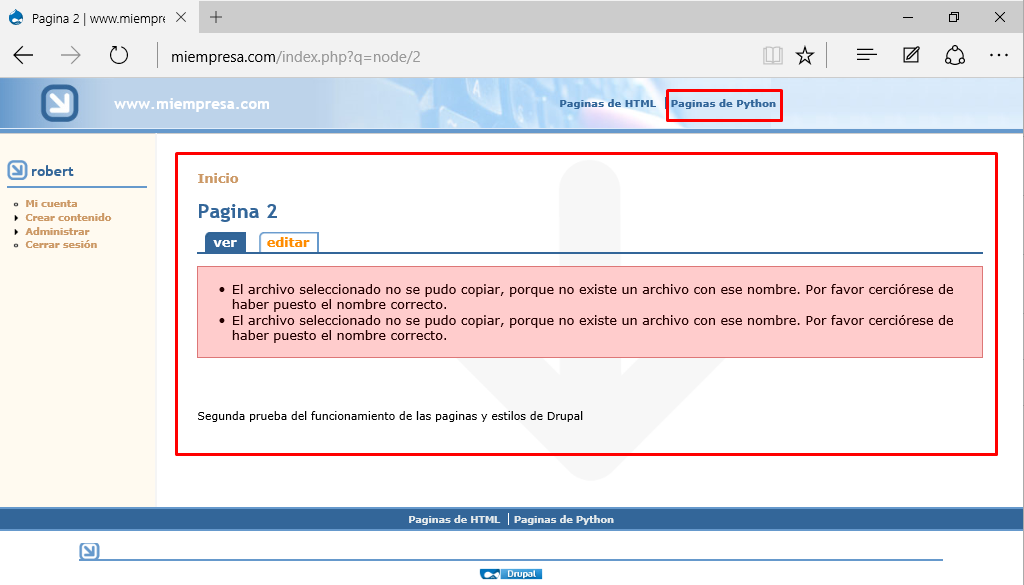 Pagina 2 | www.miempre
miempresa.com/index.php?q=node/2
www.miempresa.com
Paginas de HTML | Paginas de Python
robert
Mi cuenta
Crear contenido
Administrar
Cerrar sesión
Inicio
Pagina 2
ver editar
• El archivo seleccionado no se pudo copiar, porque no existe un archivo con ese nombre. Por favor cerciórese de
haber puesto el nombre correcto.
• El archivo seleccionado no se pudo copiar, porque no existe un archivo con ese nombre. Por favor cerciórese de
haber puesto el nombre correcto.
Segunda prueba del funcionamiento de las paginas y estilos de Drupal
Paginas de HTML | Paginas de Python
Drupal